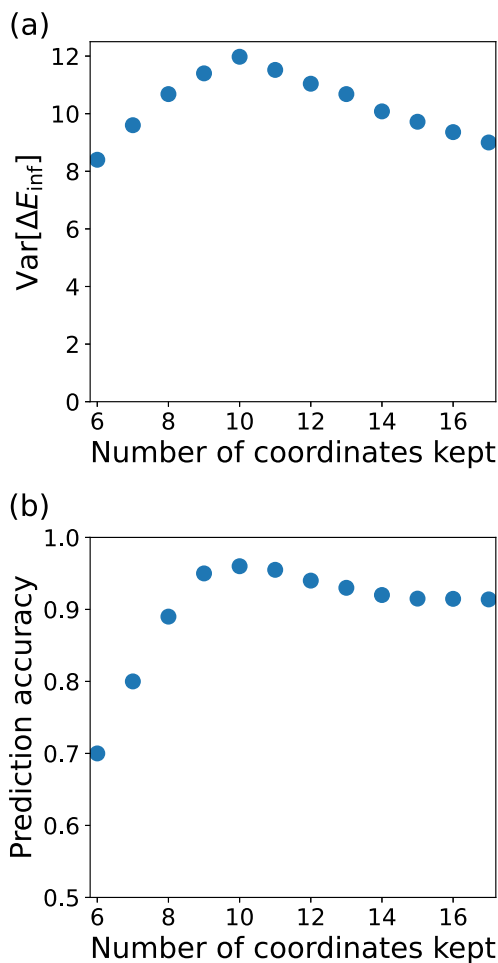 (a)
12
10
8
6
4
2
0
Var[ΔE_inf]
6 8 10 12 14 16
Number of coordinates kept
(b)
1.0
0.9
0.8
0.7
0.6
0.5
Prediction accuracy
6 8 10 12 14 16
Number of coordinates kept